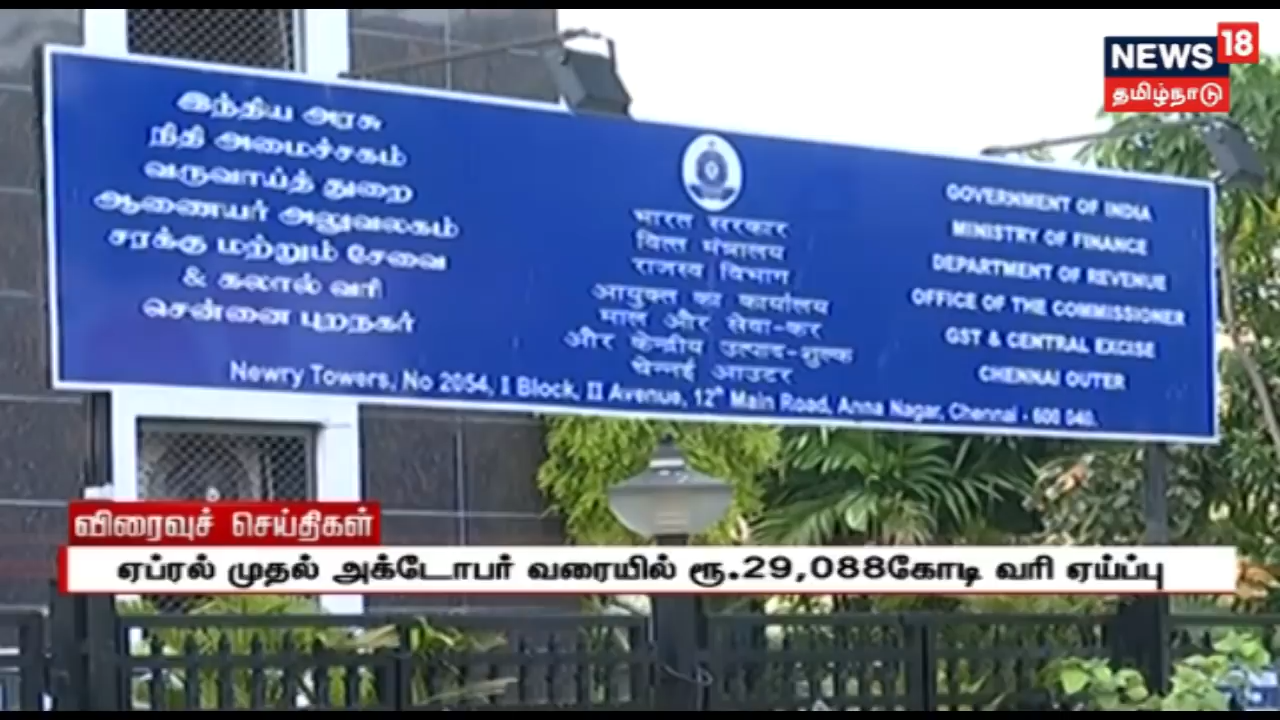 NEWS 18
தமிழ்நாடு
இந்திய அரசு
நிதி அமைச்சகம்
வருவாய்த் துறை
ஆணையர் அலுவலகம்
சரக்கு மற்றும் சேவை
& கலால் வரி
சென்னை புறநகர்
भारत सरकार
वित्त मंत्रालय
राजस्व विभाग
आयुक्त का कार्यालय
माल और सेवा-कर
और केन्द्रीय उत्पाद-शुल्क
चेन्नई आउटर
GOVERNMENT OF INDIA
MINISTRY OF FINANCE
DEPARTMENT OF REVENUE
OFFICE OF THE COMMISSIONER
GST & CENTRAL EXCISE
CHENNAI OUTER
Newry Towers, No 2054, I Block, II Avenue, 12th Main Road, Anna Nagar, Chennai - 600 040.
விரைவுச் செய்திகள்
ஏப்ரல் முதல் அக்டோபர் வரையில் ரூ.29,088கோடி வரி ஏய்ப்பு